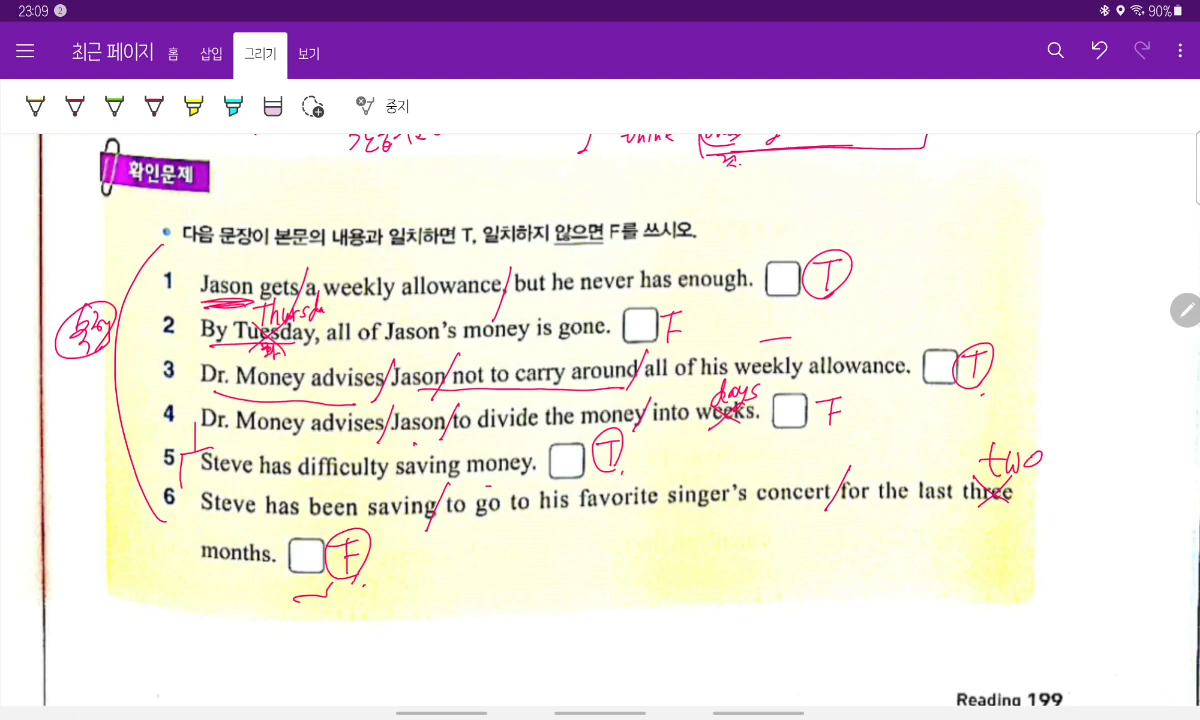 23:09 2 90%
최근 페이지 홈 삽입 그리기 보기
중지
think
확인문제
• 다음 문장이 본문의 내용과 일치하면 T, 일치하지 않으면 F를 쓰시오.
1 Jason gets a weekly allowance, but he never has enough. T
Thursda
2 By Tuesday, all of Jason's money is gone. F
화
3 Dr. Money advises Jason not to carry around all of his weekly allowance. T
days
4 Dr. Money advises Jason to divide the money into weeks. F
5 Steve has difficulty saving money. T
two
6 Steve has been saving to go to his favorite singer's concert for the last three
months. F
Reading 199